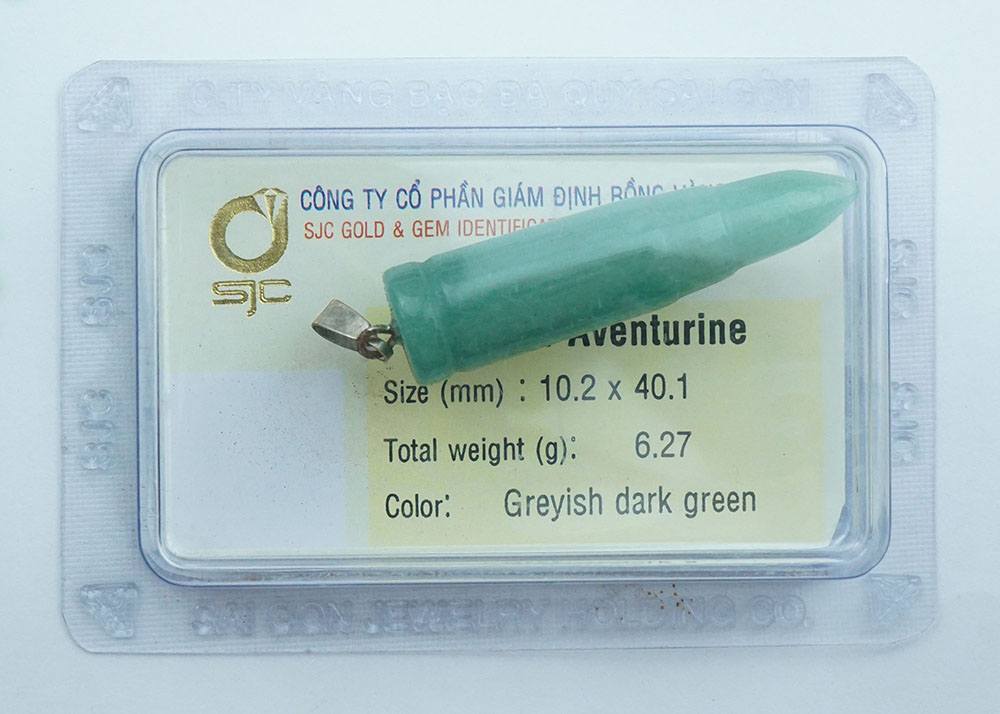 C.TY VÀNG BẠC ĐÁ QUÝ SÀI GÒN
CÔNG TY CỔ PHẦN GIÁM ĐỊNH
SJC GOLD & GEM
SJC
Aventurine
Size (mm) : 10.2 x 40.1
Total weight (g): 6.27
Color: Greyish dark green
SJC
SJC
SJC
SJC
SAI GON JEWELRY HOLDING CO.